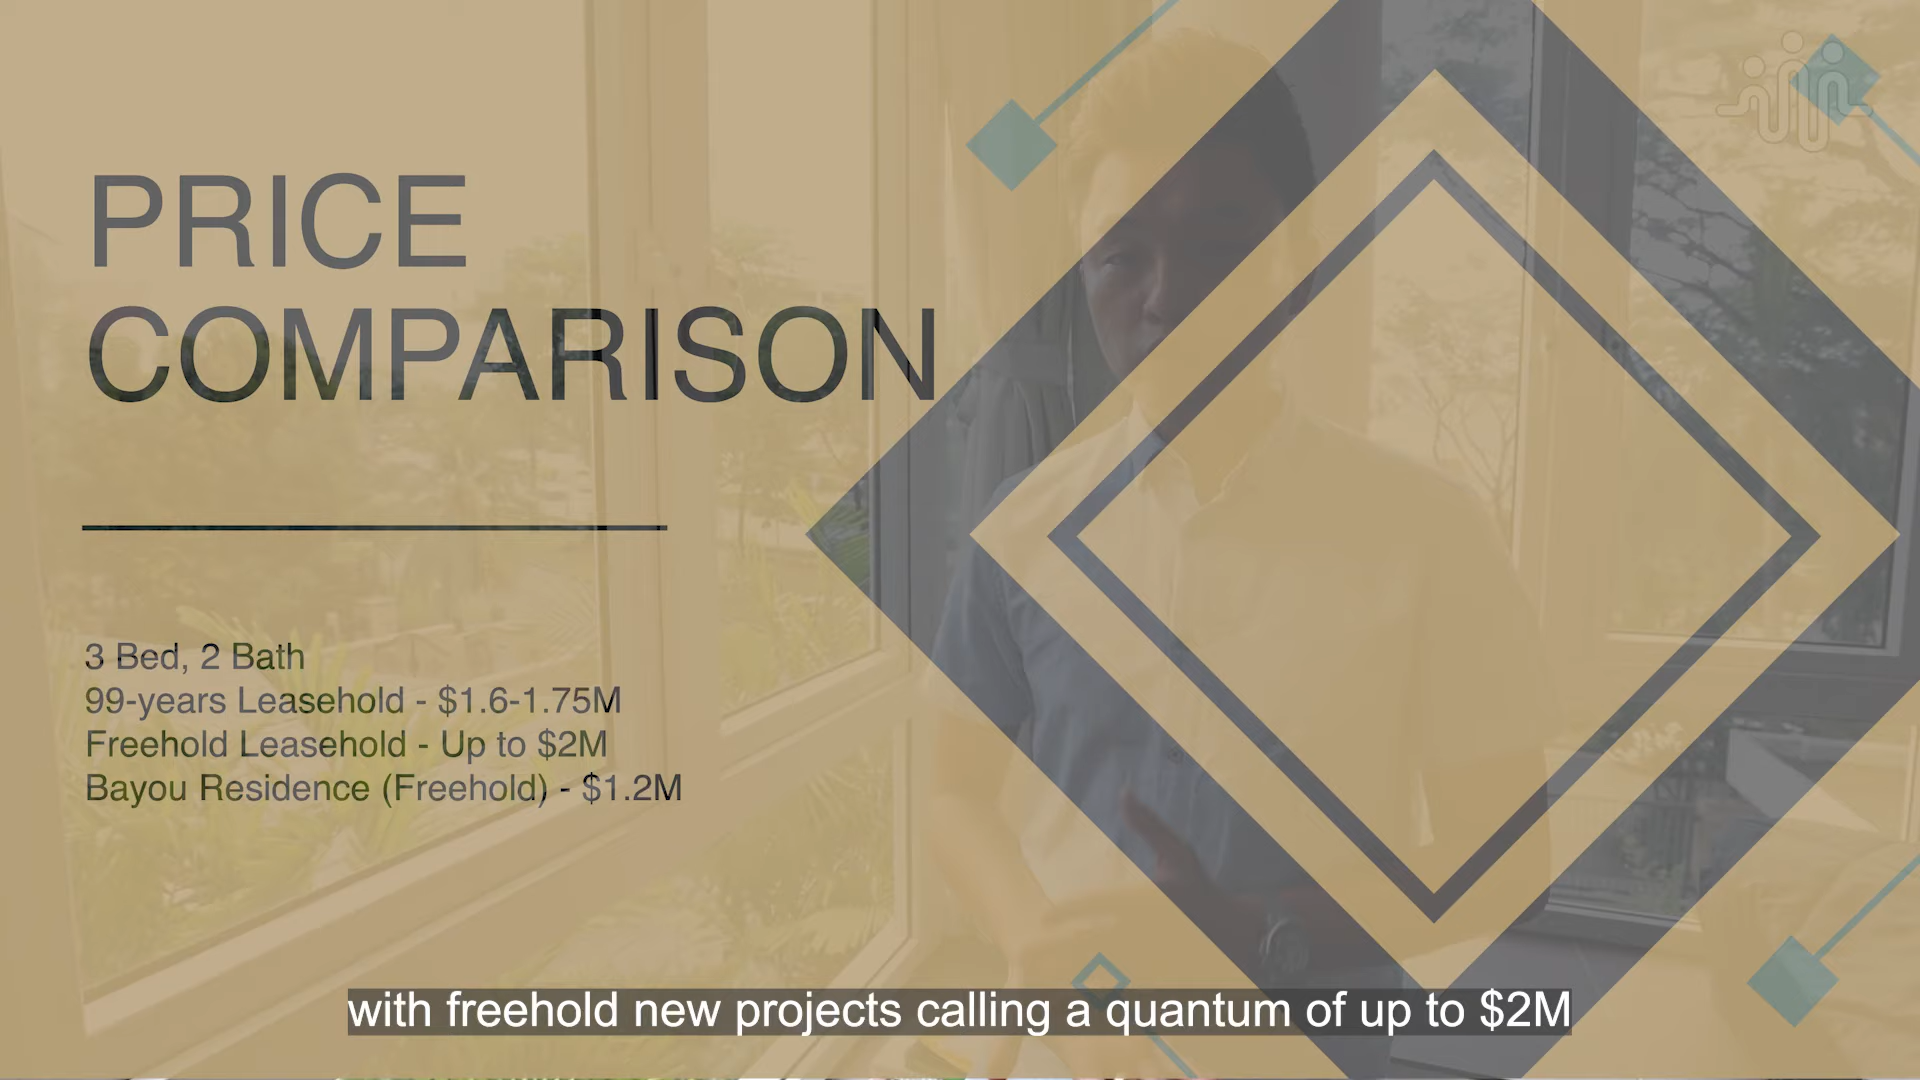 PRICE
COMPARISON
3 Bed, 2 Bath
99-years Leasehold - $1.6-1.75M
Freehold Leasehold - Up to $2M
Bayou Residence (Freehold) - $1.2M
with freehold new projects calling a quantum of up to $2M